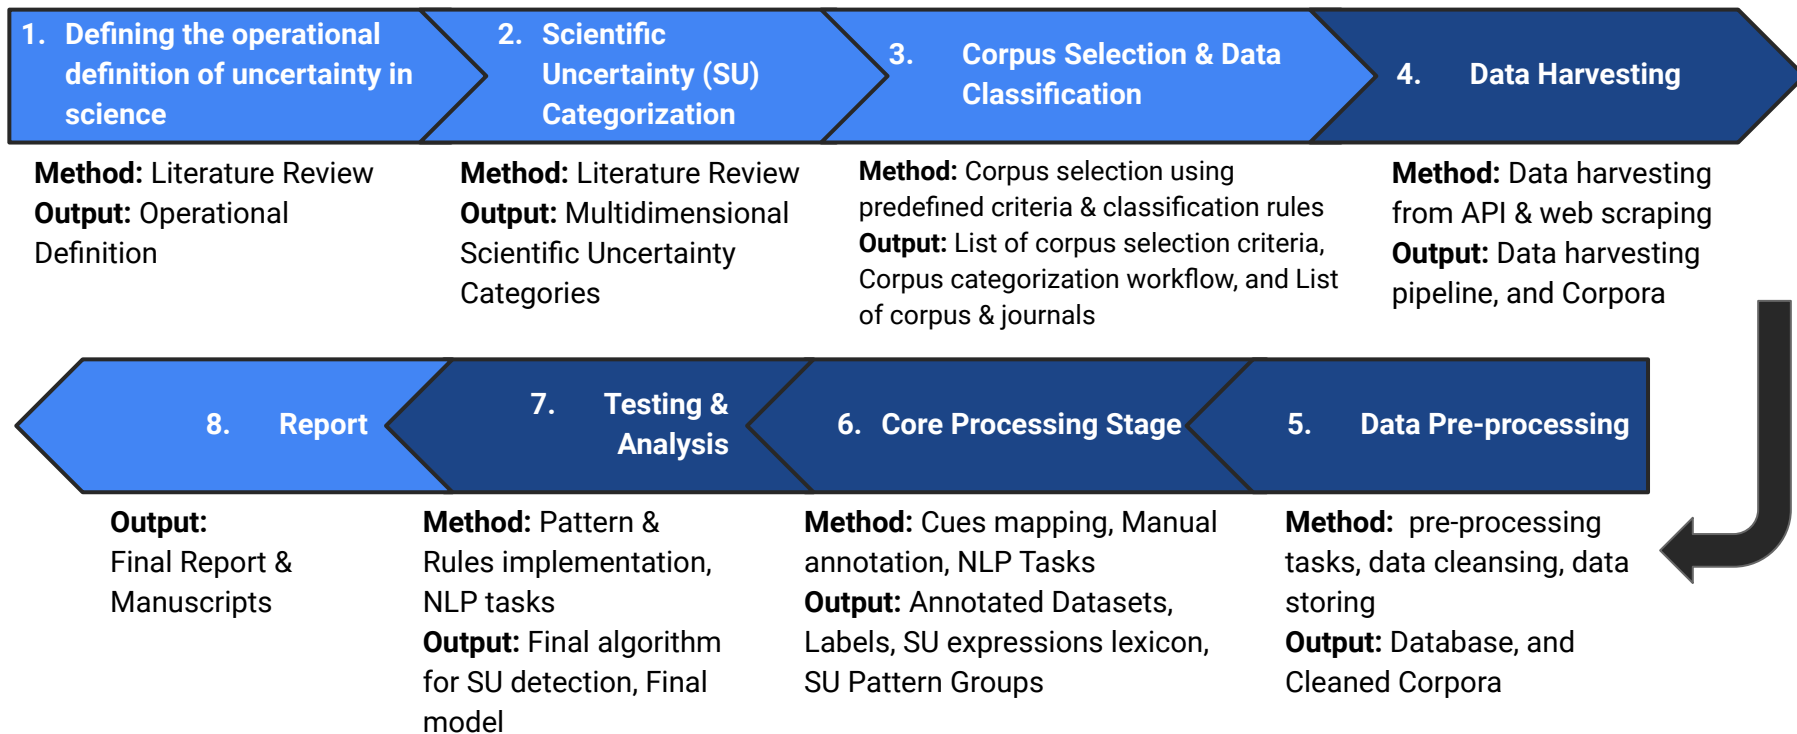 1. Defining the operational
definition of uncertainty in
science
2. Scientific
Uncertainty (SU)
Categorization
3. Corpus Selection & Data
Classification
4. Data Harvesting
Method: Literature Review
Output: Operational
Definition
Method: Literature Review
Output: Multidimensional
Scientific Uncertainty
Categories
Method: Corpus selection using
predefined criteria & classification rules
Output: List of corpus selection criteria,
Corpus categorization workflow, and List
of corpus & journals
Method: Data harvesting
from API & web scraping
Output: Data harvesting
pipeline, and Corpora
5. Data Pre-processing
6. Core Processing Stage
7. Testing &
Analysis
8. Report
Method: pre-processing
tasks, data cleansing, data
storing
Output: Database, and
Cleaned Corpora
Method: Cues mapping, Manual
annotation, NLP Tasks
Output: Annotated Datasets,
Labels, SU expressions lexicon,
SU Pattern Groups
Method: Pattern &
Rules implementation,
NLP tasks
Output: Final algorithm
for SU detection, Final
model
Output:
Final Report &
Manuscripts